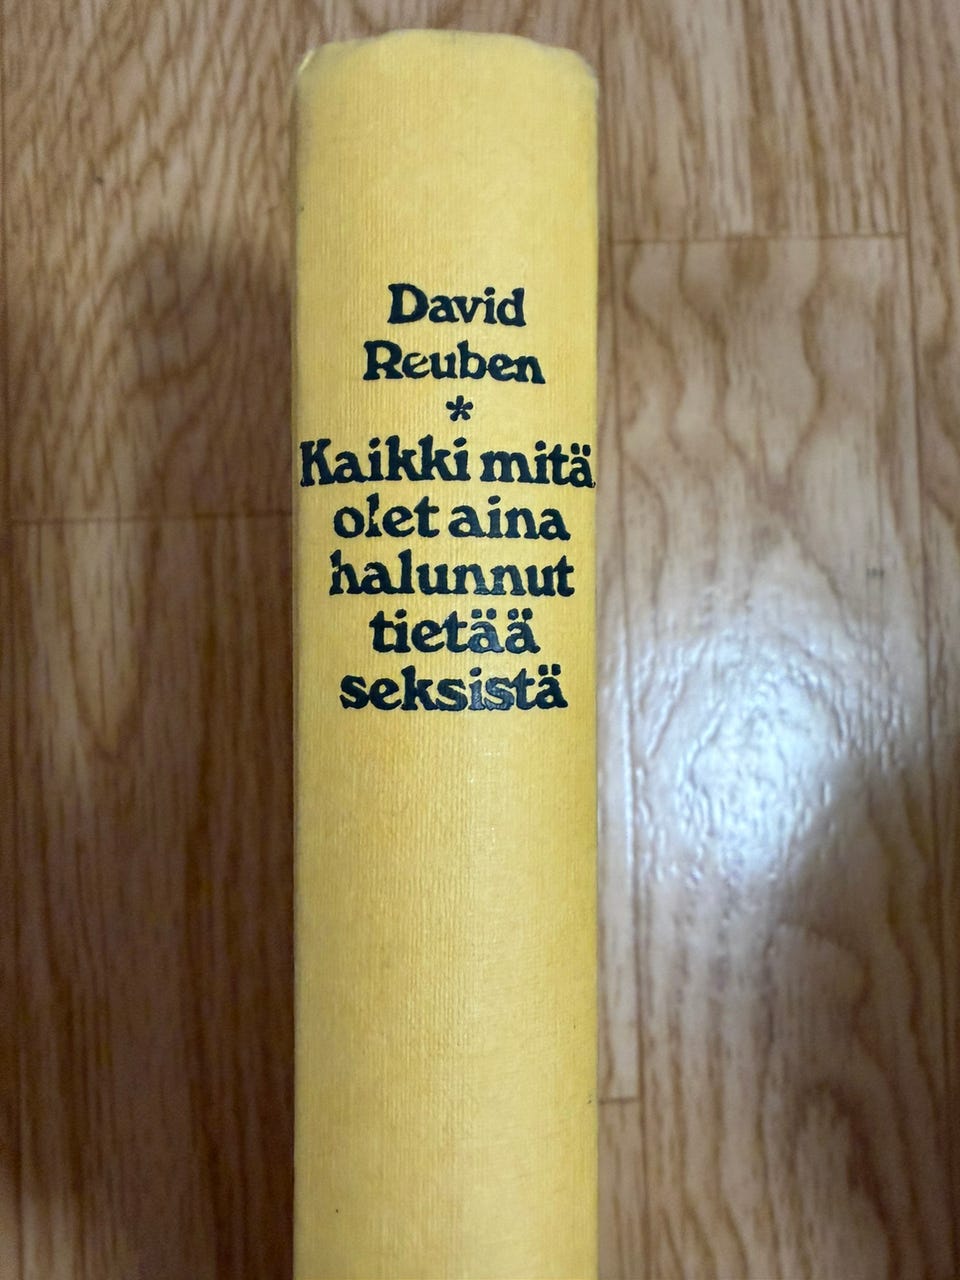 David
Reuben
*
Kaikki mitä
olet aina
halunnut
tietää
seksistä